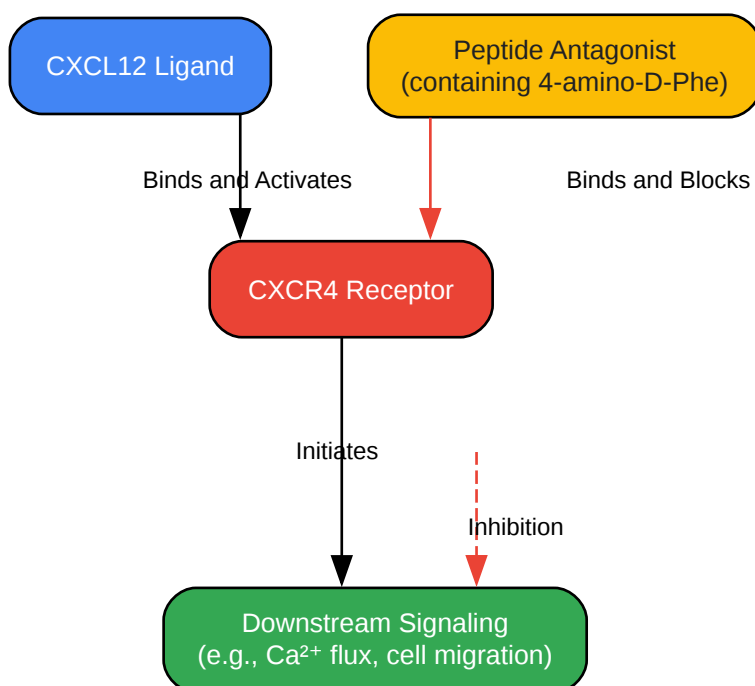 CXCL12 Ligand
Peptide Antagonist
(containing 4-amino-D-Phe)
Binds and Activates
Binds and Blocks
CXCR4 Receptor
Initiates
Inhibition
Downstream Signaling
(e.g., Ca²⁺ flux, cell migration)